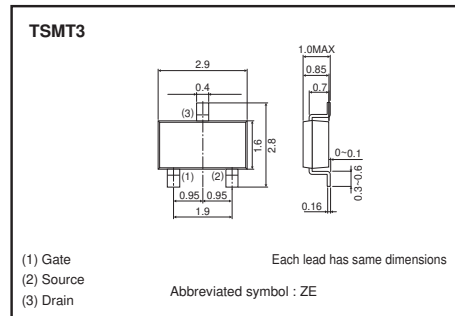 TSMT3
1.0MAX
2.9
0.85
0.4
0.7
(3)
1.6
2.8
(1)
(2)
0~0.1
0.95 0.95
0.3~0.6
1.9
0.16
(1) Gate
Each lead has same dimensions
(2) Source
Abbreviated symbol : ZE
(3) Drain